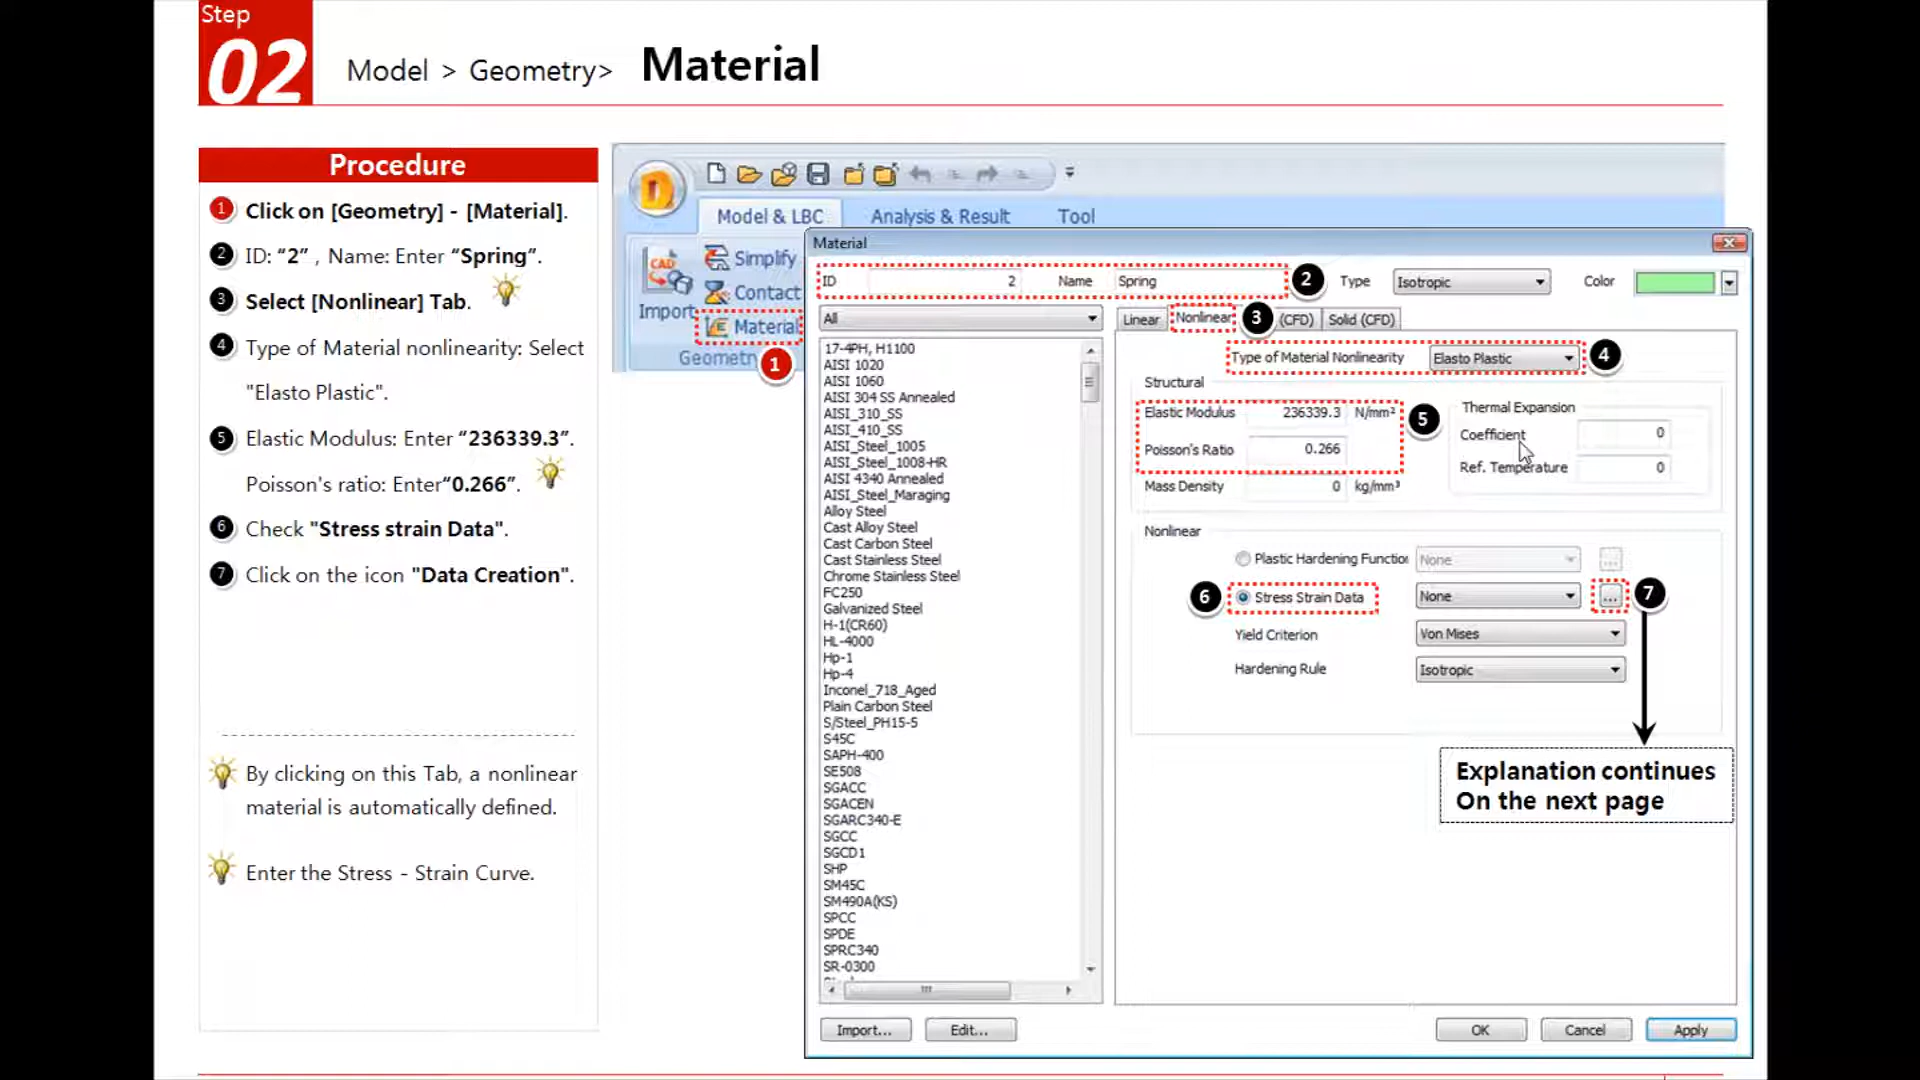 Step
02
Model > Geometry> Material
Procedure
1 Click on [Geometry] - [Material].
2 ID: “2” , Name: Enter “Spring”.
3 Select [Nonlinear] Tab.
4 Type of Material nonlinearity: Select
"Elasto Plastic".
5 Elastic Modulus: Enter “236339.3”.
Poisson's ratio: Enter“0.266”.
6 Check "Stress strain Data".
7 Click on the icon "Data Creation".
By clicking on this Tab, a nonlinear
material is automatically defined.
Enter the Stress - Strain Curve.
Model & LBC Analysis & Result Tool
CAD
Import
Simplify
Contact
Material
Geometry
1
Material
ID 2 Name Spring 2 Type Isotropic Color
All
17-4PH, H1100
AISI 1020
AISI 1060
AISI 304 SS Annealed
AISI_310_SS
AISI_410_SS
AISI_Steel_1005
AISI_Steel_1008-HR
AISI 4340 Annealed
AISI_Steel_Maraging
Alloy Steel
Cast Alloy Steel
Cast Carbon Steel
Cast Stainless Steel
Chrome Stainless Steel
FC250
Galvanized Steel
H-1(CR60)
HL-4000
Hp-1
Hp-4
Inconel_718_Aged
Plain Carbon Steel
S/Steel_PH15-5
S45C
SAPH-400
SE508
SGACC
SGACEN
SGARC340-E
SGCC
SGCD1
SHP
SM45C
SM490A(KS)
SPCC
SPDE
SPRC340
SR-0300
Linear Nonlinear 3 (CFD) Solid (CFD)
Type of Material Nonlinearity Elasto Plastic 4
Structural
Elastic Modulus 236339.3 N/mm² 5
Poisson's Ratio 0.266
Mass Density 0 kg/mm³
Thermal Expansion
Coefficient 0
Ref. Temperature 0
Nonlinear
Plastic Hardening Function None ...
6 Stress Strain Data None ... 7
Yield Criterion Von Mises
Hardening Rule Isotropic
Explanation continues
On the next page
Import... Edit... OK Cancel Apply